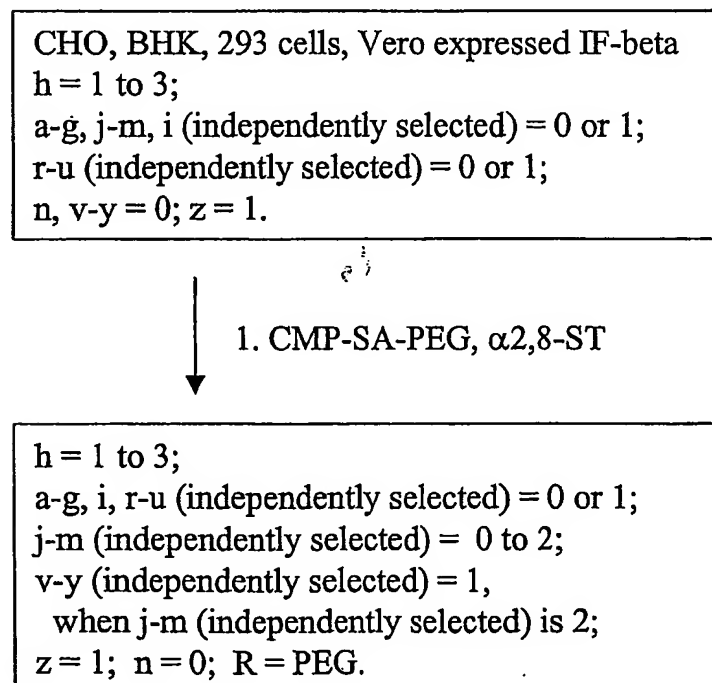 CHO, BHK, 293 cells, Vero expressed IF-beta
h = 1 to 3;
a-g, j-m, i (independently selected) = 0 or 1;
r-u (independently selected) = 0 or 1;
n, v-y = 0; z = 1.
1. CMP-SA-PEG, α2,8-ST
h = 1 to 3;
a-g, i, r-u (independently selected) = 0 or 1;
j-m (independently selected) = 0 to 2;
v-y (independently selected) = 1,
when j-m (independently selected) is 2;
z = 1; n = 0; R = PEG.